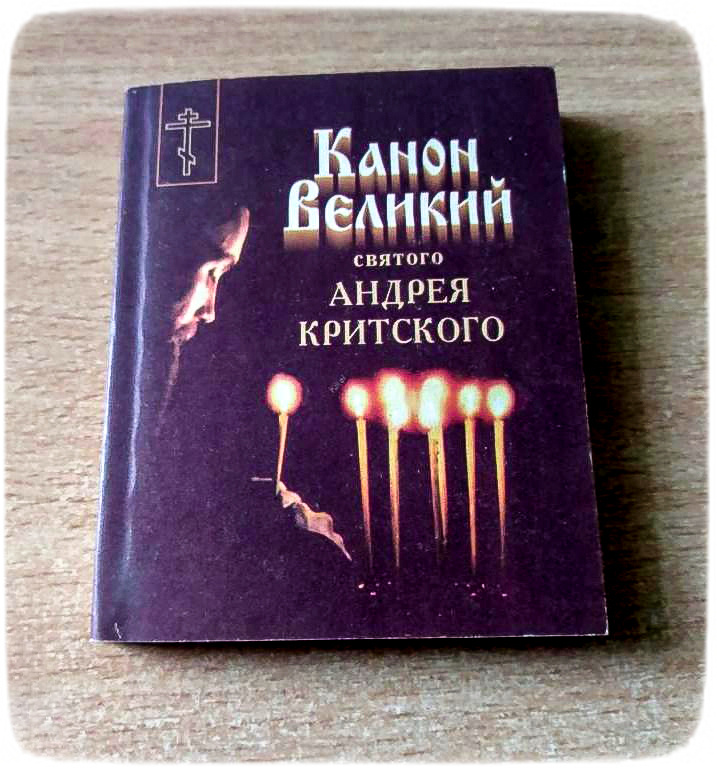 Канон
Великий
святого
АНДРЕЯ
КРИТСКОГО